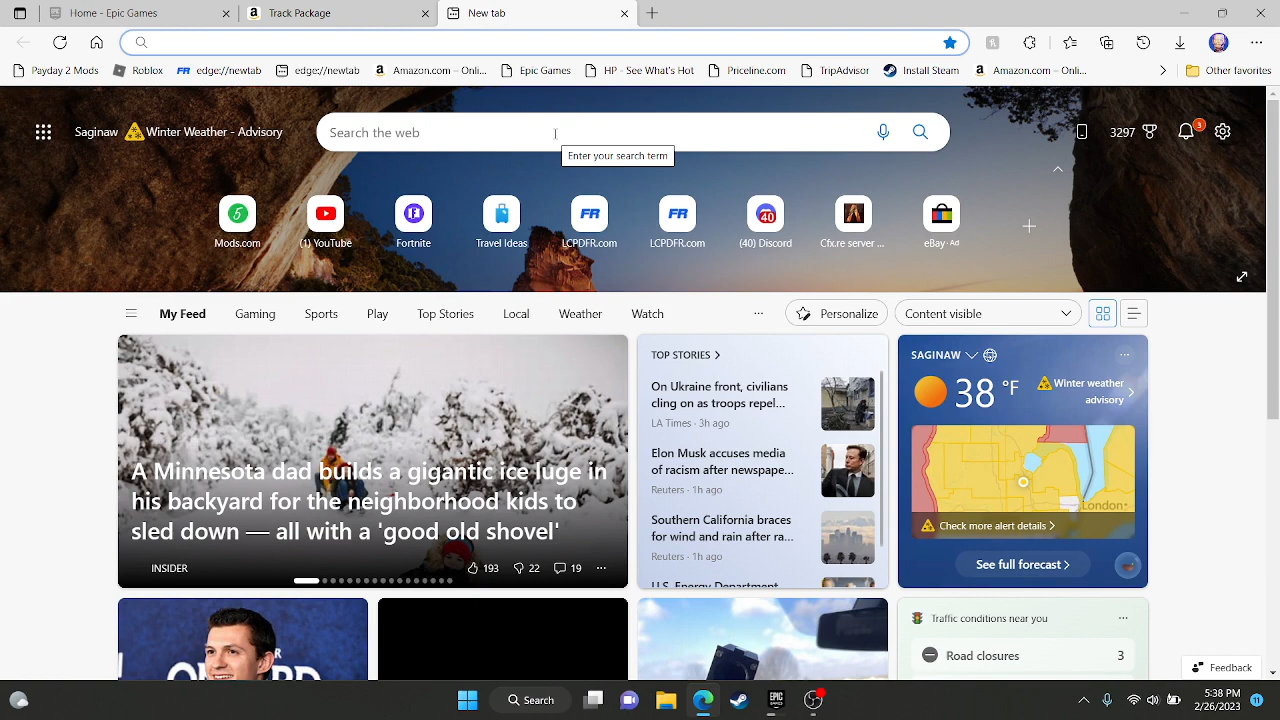 Home - Epic Games
Track Package
New tab
Payday 2 Mods
Roblox
edge://newtab
edge://newtab
Amazon.com – Onli...
Epic Games
HP - See What's Hot
Priceline.com
TripAdvisor
Install Steam
Amazon.com – Onli...
Other favorites
Saginaw
Winter Weather - Advisory
Search the web
3297
3
Enter your search term
Mods.com
(1) YouTube
Fortnite
Travel Ideas
FR
LCPDFR.com
FR
LCPDFR.com
40
(40) Discord
Cfx.re server ...
eBay · Ad
My Feed
Gaming
Sports
Play
Top Stories
Local
Weather
Watch
Personalize
Content visible
A Minnesota dad builds a gigantic ice luge in
his backyard for the neighborhood kids to
sled down — all with a 'good old shovel'
INSIDER
193
22
19
TOP STORIES
On Ukraine front, civilians
cling on as troops repel...
LA Times · 3h ago
Elon Musk accuses media
of racism after newspape...
Reuters · 1h ago
Southern California braces
for wind and rain after ra...
Reuters · 1h ago
U.S. Energy Department
SAGINAW
38 °F
Winter weather
advisory
London
Check more alert details
See full forecast
Traffic conditions near you
Road closures
3
Feedback
Search
EPIC
GAMES
5:38 PM
2/26/2023
11